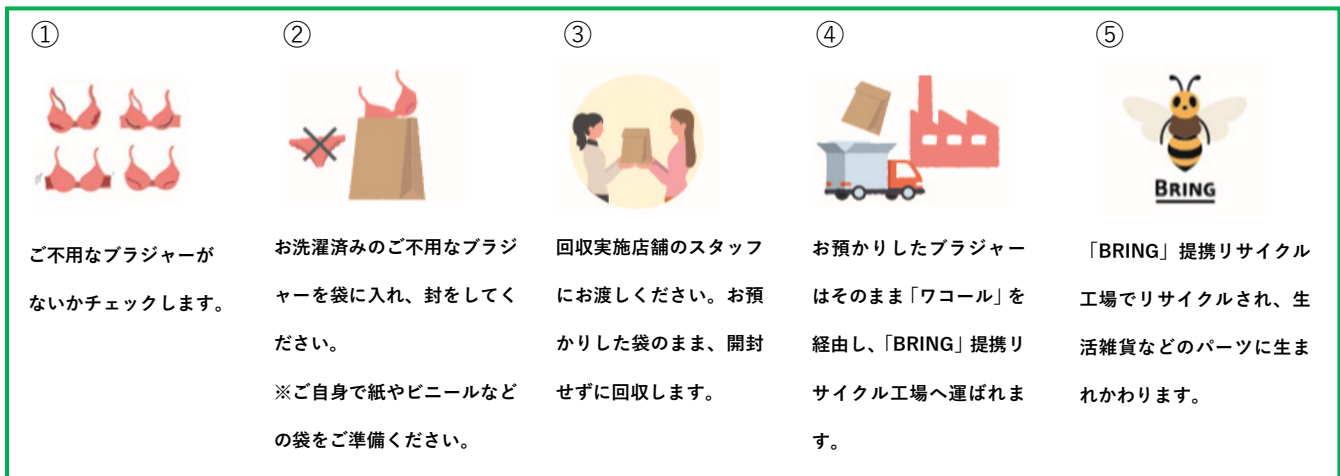 ①
ご不用なブラジャーが
ないかチェックします。
②
お洗濯済みのご不用なブラジ
ャーを袋に入れ、封をしてく
ださい。
※ご自身で紙やビニールなど
の袋をご準備ください。
③
回収実施店舗のスタッフ
にお渡しください。お預
かりした袋のまま、開封
せずに回収します。
④
お預かりしたブラジャー
はそのまま「ワコール」を
経由し、「BRING」提携リ
サイクル工場へ運ばれま
す。
⑤
BRING
「BRING」提携リサイクル
工場でリサイクルされ、生
活雑貨などのパーツに生ま
れかわります。